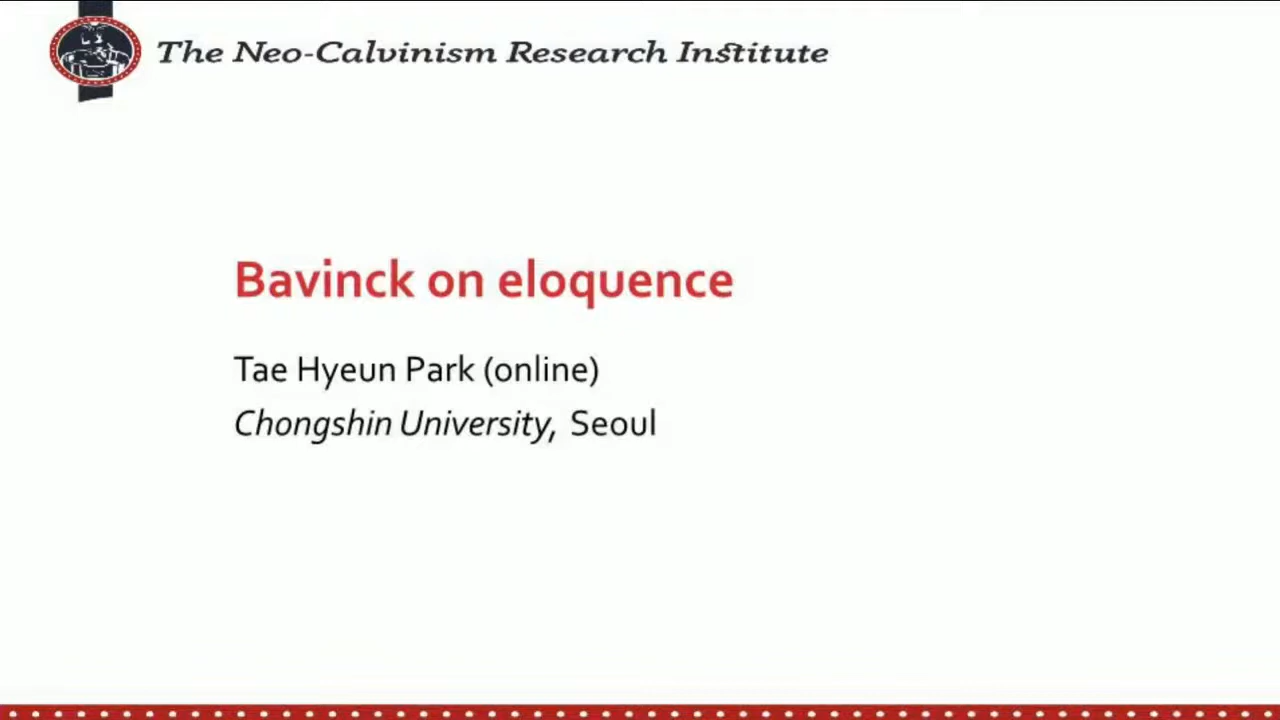 The Neo-Calvinism Research Institute
Bavinck on eloquence
Tae Hyeun Park (online)
Chongshin University, Seoul